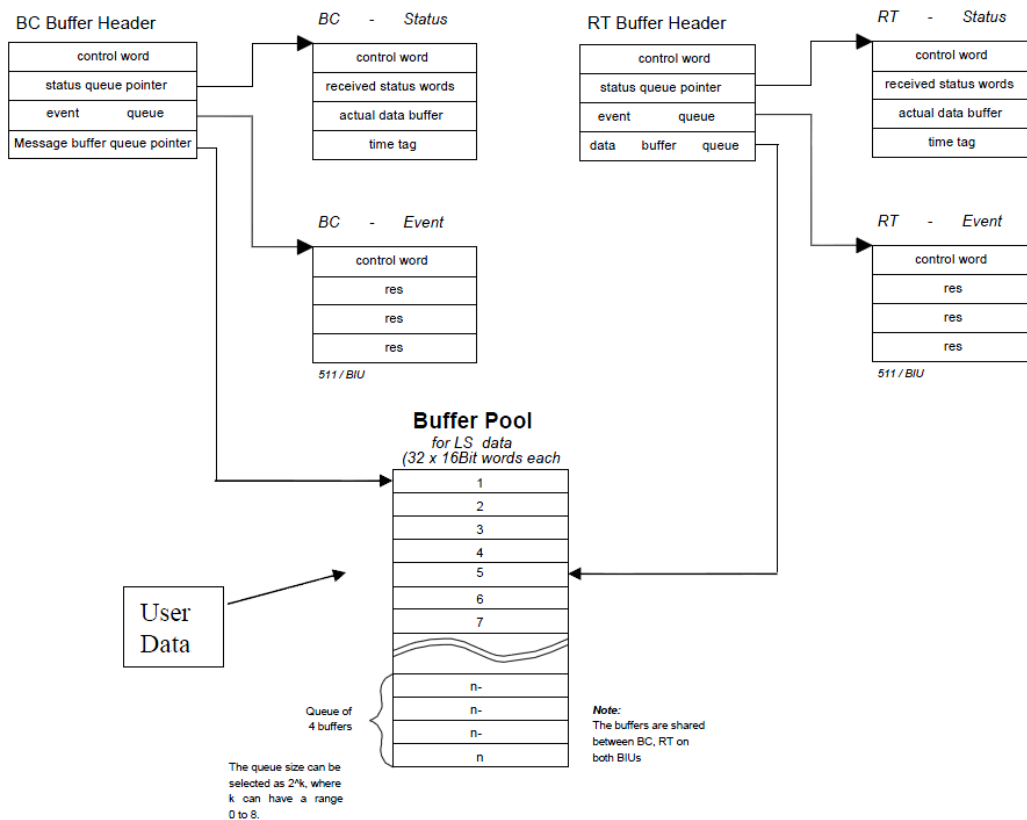 BC Buffer Header
control word
status queue pointer
event queue
Message buffer queue pointer
BC - Status
control word
received status words
actual data buffer
time tag
BC - Event
control word
res
res
res
511 / BIU
RT Buffer Header
control word
status queue pointer
event queue
data buffer queue
RT - Status
control word
received status words
actual data buffer
time tag
RT - Event
control word
res
res
res
511 / BIU
Buffer Pool
for LS data
(32 x 16Bit words each
1
2
3
4
5
6
7
n-
n-
n-
n
User
Data
Queue of
4 buffers
The queue size can be
selected as 2^k, where
k can have a range
0 to 8.
Note:
The buffers are shared
between BC, RT on
both BIUs